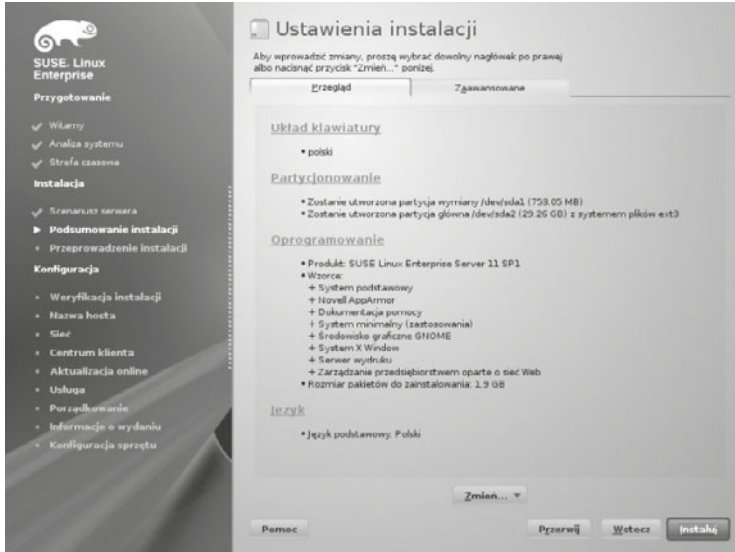 SUSE. Linux
Enterprise
Przygotowanie
Witamy
Analiza systemu
Strefa czasowa
Instalacja
Scenariusz serwera
Podsumowanie instalacji
Przeprowadzenie instalacji
Konfiguracja
Weryfikacja instalacji
Nazwa hosta
Sieć
Centrum klienta
Aktualizacja online
Usługa
Porządkowanie
Informacje o wydaniu
Konfiguracja sprzętu
Ustawienia instalacji
Aby wprowadzić zmiany, proszę wybrać dowolny nagłówek po prawej
albo nacisnąć przycisk "Zmień..." poniżej.
Przegląd
Zaawansowane
Układ klawiatury
• polski
Partycjonowanie
• Zostanie utworzona partycja wymiany /dev/sda1 (753.05 MB)
• Zostanie utworzona partycja główna /dev/sda2 (29.26 GB) z systemem plików ext3
Oprogramowanie
• Produkt: SUSE Linux Enterprise Server 11 SP1
• Wzorce:
+ System podstawowy
+ Novell AppArmor
+ Dokumentacja pomocy
+ System minimalny (zastosowania)
+ Środowisko graficzne GNOME
+ System X Window
+ Serwer wydruku
+ Zarządzanie przedsiębiorstwem oparte o sieć Web
• Rozmiar pakietów do zainstalowania: 1.9 GB
Język
• Język podstawowy: Polski
Zmień...
Pomoc
Przerwij
Wstecz
Instaluj